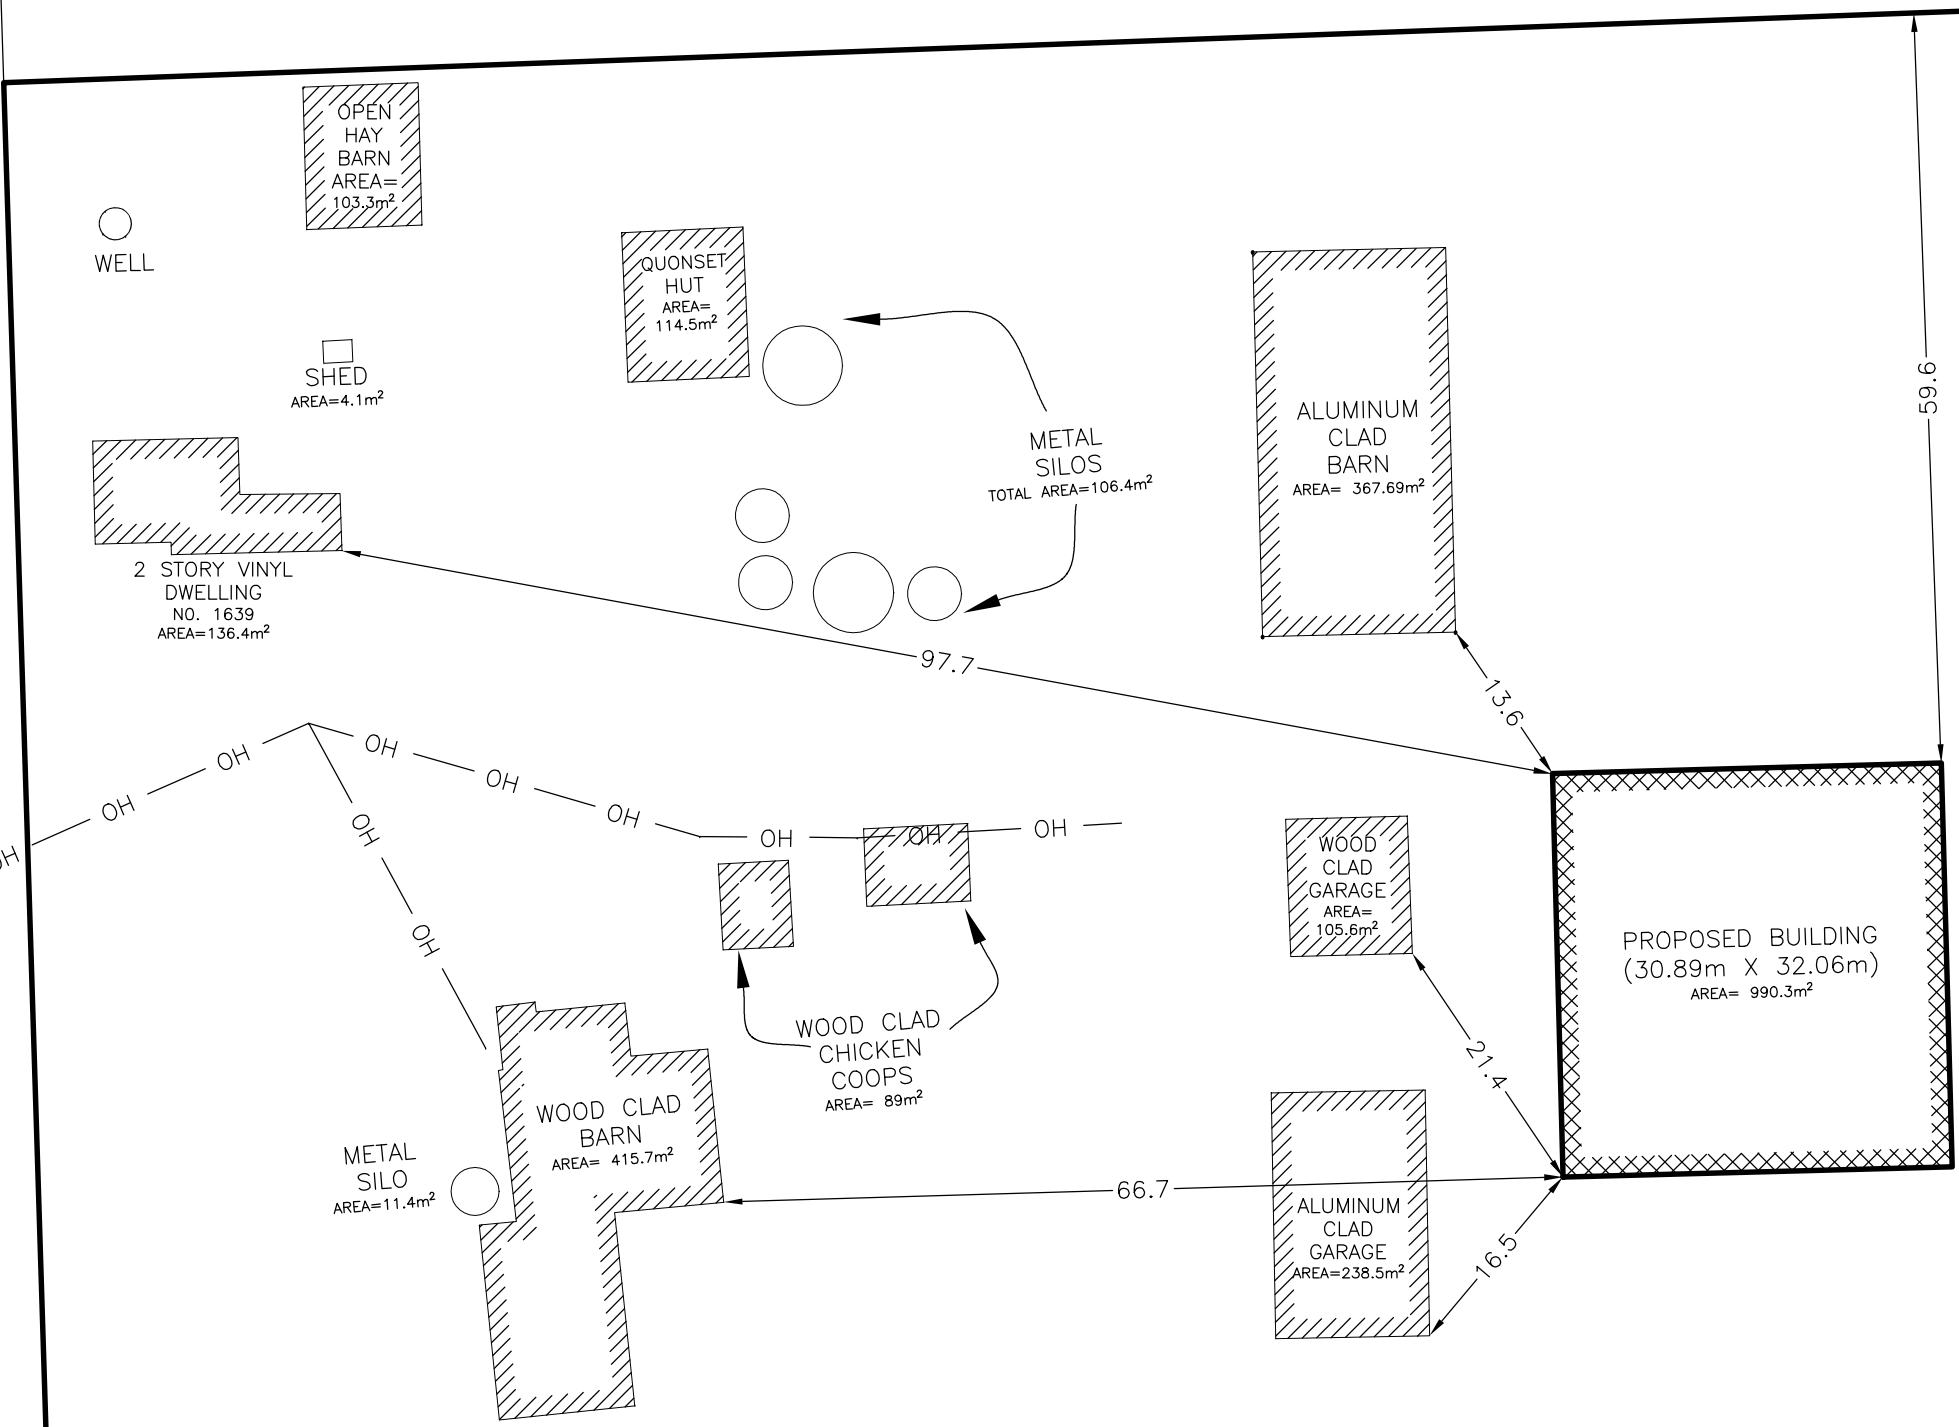 OPEN
HAY
BARN
AREA=
103.3m²
WELL
QUONSET
HUT
AREA=
114.5m²
SHED
AREA=4.1m²
METAL
SILOS
TOTAL AREA=106.4m²
ALUMINUM
CLAD
BARN
AREA= 367.69m²
59.6
2 STORY VINYL
DWELLING
NO. 1639
AREA=136.4m²
97.7
13.6
OH
OH
OH
OH
OH
OH
OH
OH
OH
OH
OH
WOOD
CLAD
GARAGE
AREA=
105.6m²
PROPOSED BUILDING
(30.89m X 32.06m)
AREA= 990.3m²
WOOD CLAD
CHICKEN
COOPS
AREA= 89m²
21.4
WOOD CLAD
BARN
AREA= 415.7m²
METAL
SILO
AREA=11.4m²
66.7
ALUMINUM
CLAD
GARAGE
AREA=238.5m²
16.5